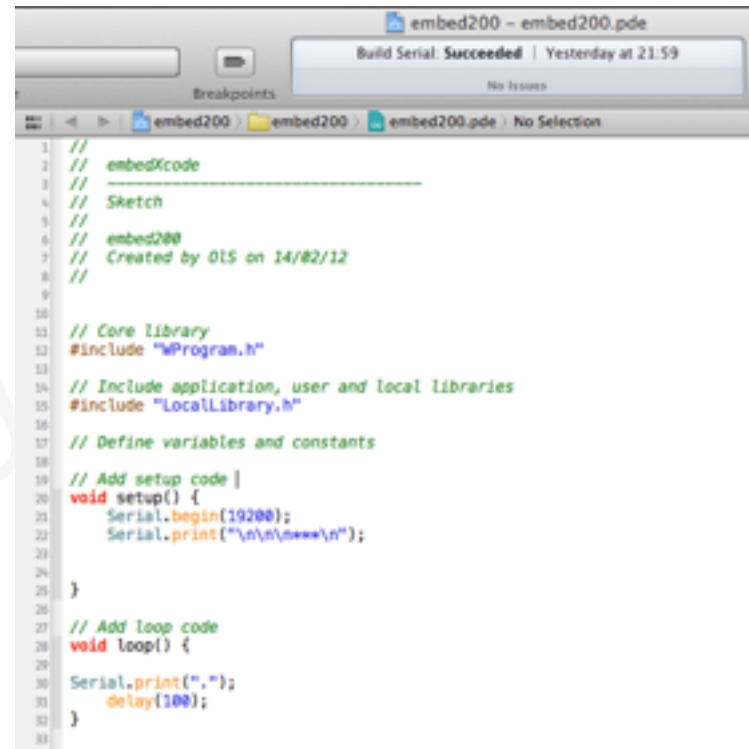 embed200 – embed200.pde
Build Serial: Succeeded | Yesterday at 21:59
No Issues
Breakpoints
embed200 embed200 embed200.pde No Selection
1 //
2 // embedXcode
3 // ----------------------------------
4 // Sketch
5 //
6 // embed200
7 // Created by OlS on 14/02/12
8 //
9
10
11 // Core library
12 #include "WProgram.h"
13
14 // Include application, user and local libraries
15 #include "LocalLibrary.h"
16
17 // Define variables and constants
18
19 // Add setup code
20 void setup() {
21 Serial.begin(19200);
22 Serial.print("\n\n\n***\n");
23
24
25 }
26
27 // Add loop code
28 void loop() {
29
30 Serial.print(".");
31 delay(100);
32 }
33